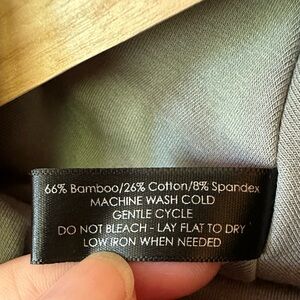 66% Bamboo/26% Cotton/8% Spandex
MACHINE WASH COLD
GENTLE CYCLE
DO NOT BLEACH - LAY FLAT TO DRY
LOW IRON WHEN NEEDED